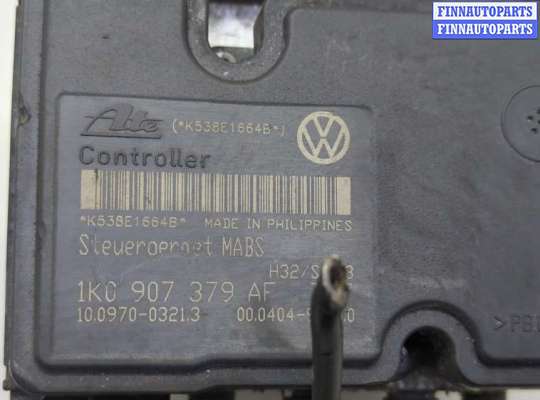 FINNAUTOPARTS
FINNAUTOPARTS
Ate (*K538E1664B*)
Controller
*K538E1664B* MADE IN PHILIPPINES
Steuergeraet MABS
1K0 907 379 AF
10.0970-0321.3